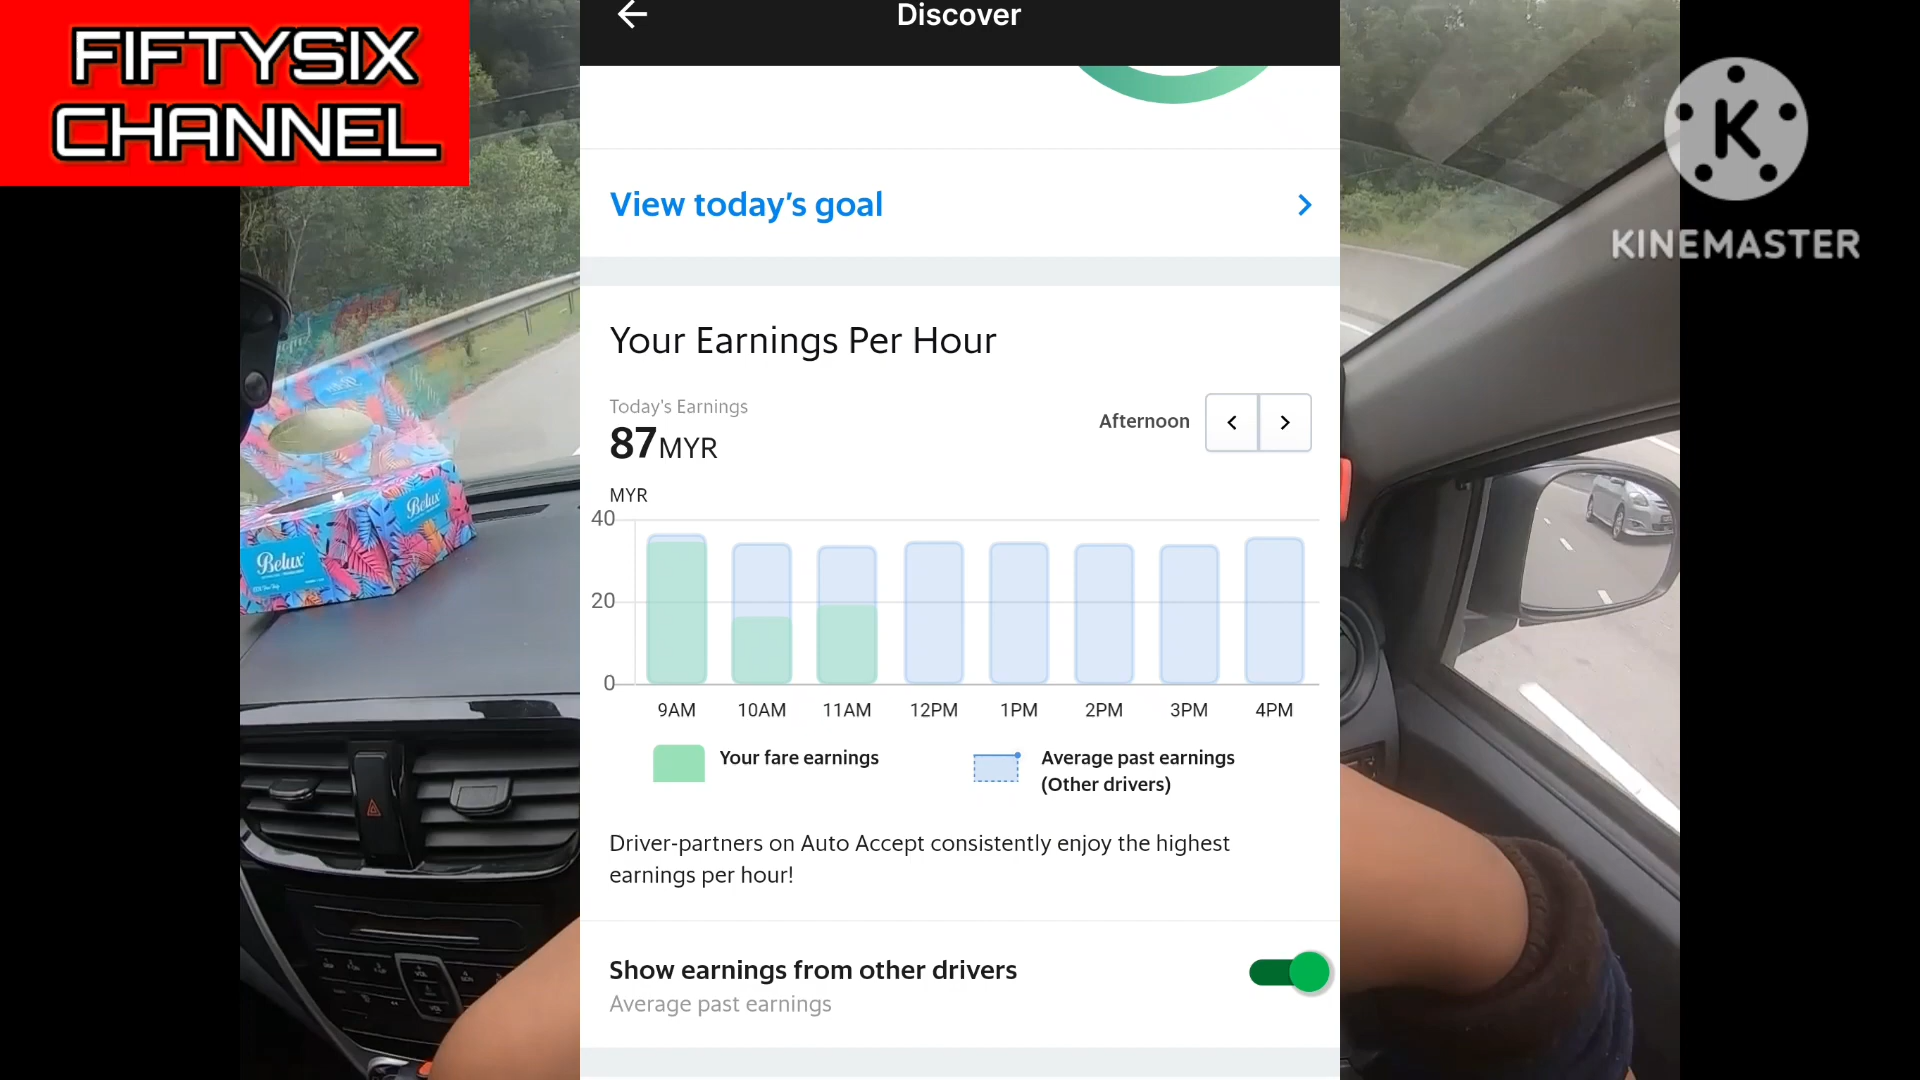 FIFTYSIX
CHANNEL
Discover
K
KINEMASTER
View today's goal
Your Earnings Per Hour
Today's Earnings
87MYR
Afternoon
MYR
40
20
0
9AM 10AM 11AM 12PM 1PM 2PM 3PM 4PM
Your fare earnings
Average past earnings
(Other drivers)
Driver-partners on Auto Accept consistently enjoy the highest
earnings per hour!
Show earnings from other drivers
Average past earnings
Belux
Belux